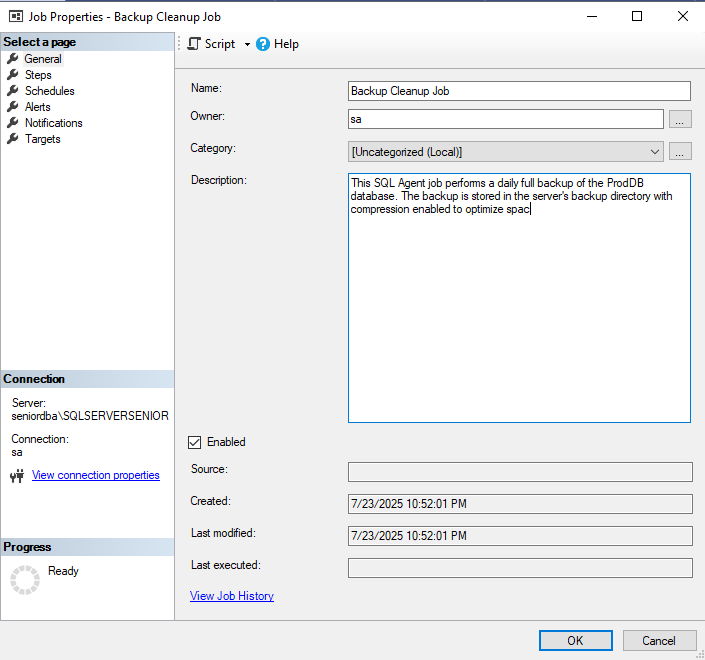 Job Properties - Backup Cleanup Job
Select a page
General
Steps
Schedules
Alerts
Notifications
Targets
Script
Help
Name:
Backup Cleanup Job
Owner:
sa
...
Category:
[Uncategorized (Local)]
...
Description:
This SQL Agent job performs a daily full backup of the ProdDB
database. The backup is stored in the server's backup directory with
compression enabled to optimize spac
Enabled
Source:
Created:
7/23/2025 10:52:01 PM
Last modified:
7/23/2025 10:52:01 PM
Last executed:
View Job History
Connection
Server:
seniordba\SQLSERVERSENIOR
Connection:
sa
View connection properties
Progress
Ready
OK
Cancel